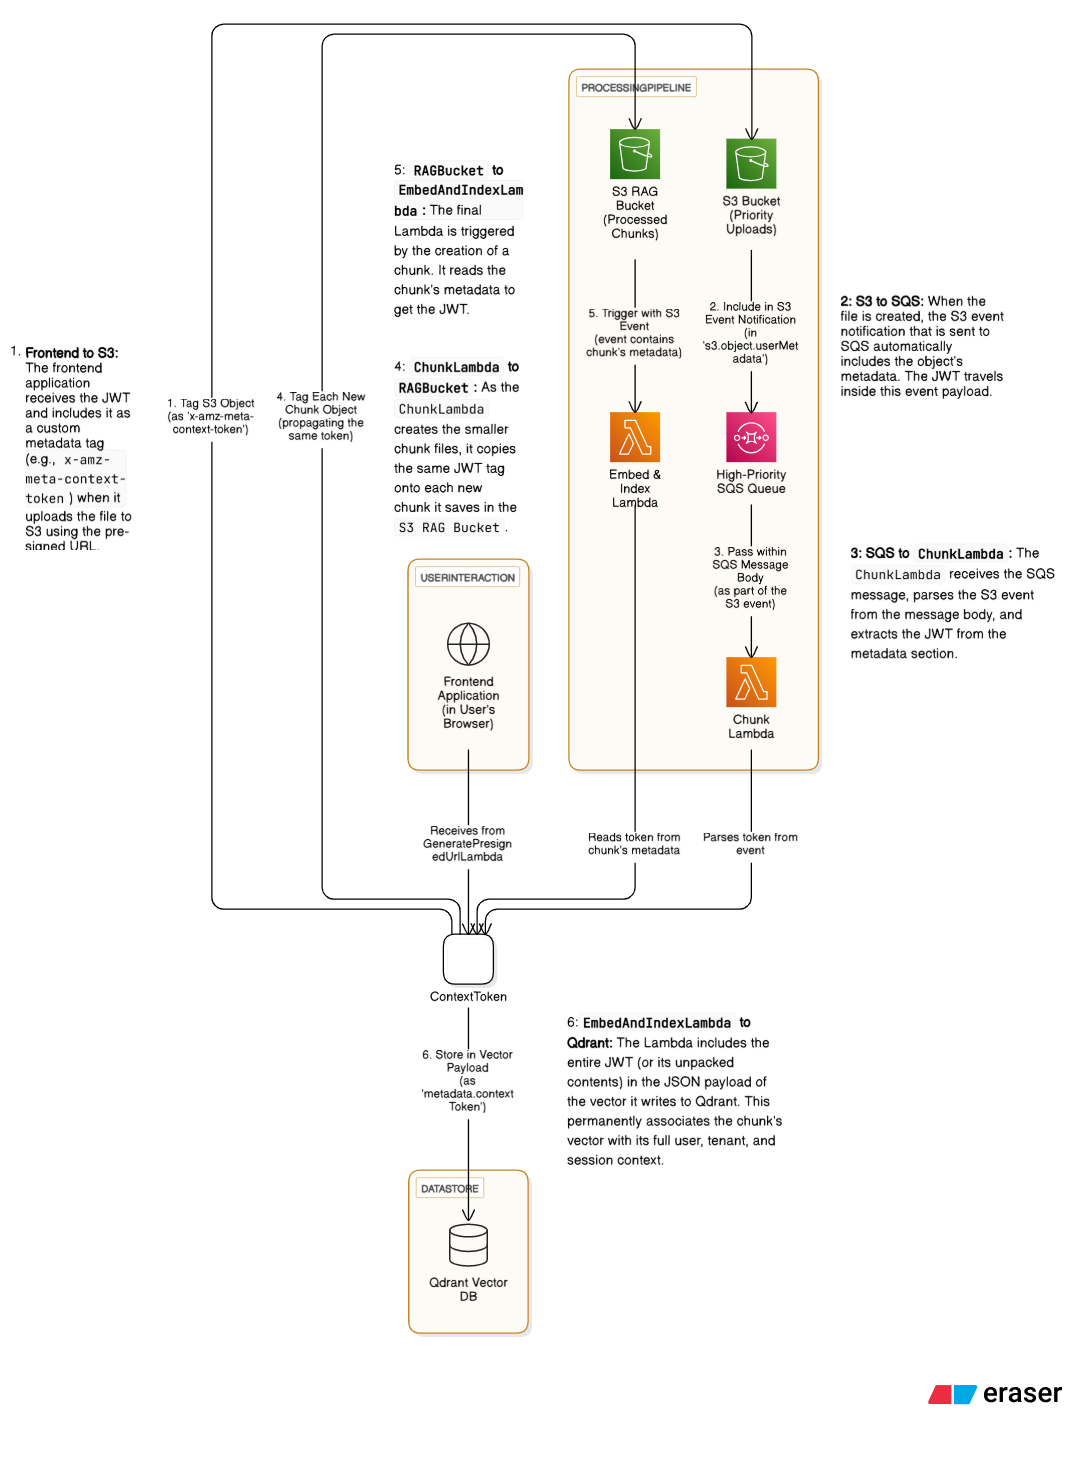 PROCESSINGPIPELINE
S3 RAG
Bucket
(Processed
Chunks)
S3 Bucket
(Priority
Uploads)
5: RAGBucket to
EmbedAndIndexLam
bda : The final
Lambda is triggered
by the creation of a
chunk. It reads the
chunk's metadata to
get the JWT.
5. Trigger with S3
Event
(event contains
chunk's metadata)
2. Include in S3
Event Notification
(in
's3.object.userMet
adata')
2: S3 to SQS: When the
file is created, the S3 event
notification that is sent to
SQS automatically
includes the object's
metadata. The JWT travels
inside this event payload.
1. Frontend to S3:
The frontend
application
receives the JWT
and includes it as
a custom
metadata tag
(e.g., x-amz-
meta-context-
token ) when it
uploads the file to
S3 using the pre-
signed URL.
1. Tag S3 Object
(as 'x-amz-meta-
context-token')
4. Tag Each New
Chunk Object
(propagating the
same token)
4: ChunkLambda to
RAGBucket : As the
ChunkLambda
creates the smaller
chunk files, it copies
the same JWT tag
onto each new
chunk it saves in the
S3 RAG Bucket .
Embed &
Index
Lambda
High-Priority
SQS Queue
3. Pass within
SQS Message
Body
(as part of the
S3 event)
3: SQS to ChunkLambda : The
ChunkLambda receives the SQS
message, parses the S3 event
from the message body, and
extracts the JWT from the
metadata section.
USERINTERACTION
Frontend
Application
(in User's
Browser)
Chunk
Lambda
Receives from
GeneratePresign
edUrlLambda
Reads token from
chunk's metadata
Parses token from
event
ContextToken
6. Store in Vector
Payload
(as
'metadata.context
Token')
6: EmbedAndIndexLambda to
Qdrant: The Lambda includes the
entire JWT (or its unpacked
contents) in the JSON payload of
the vector it writes to Qdrant. This
permanently associates the chunk's
vector with its full user, tenant, and
session context.
DATASTORE
Qdrant Vector
DB
eraser